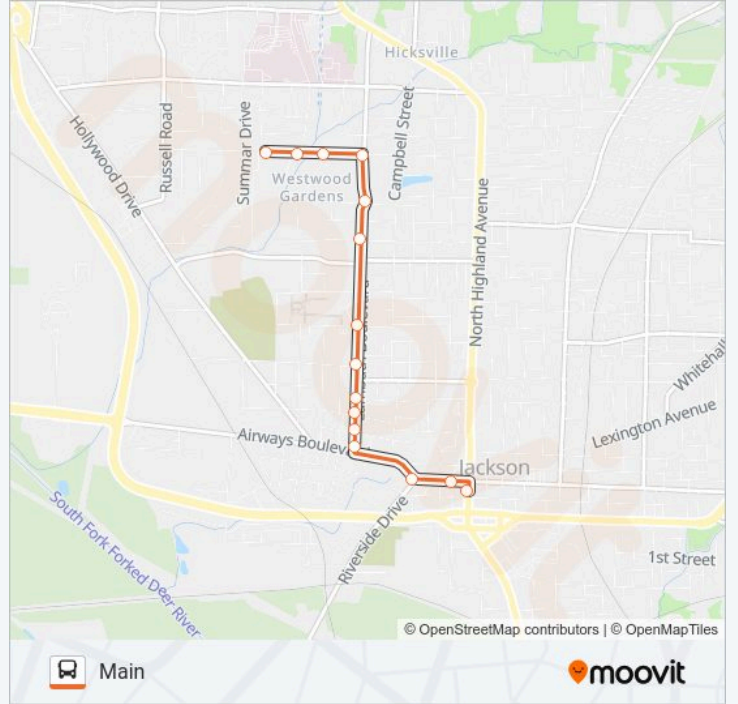 Hicksville
Hollywood Drive
Russell Road
Summar Drive
Campbell Street
Westwood
Gardens
North Highland Avenue
Whitehall
Lexington Avenue
Airways Boulev
Jackson
South Fork Forked Deer River
Riverside Drive
1st Street
© OpenStreetMap contributors | © OpenMapTiles
Main
moovit